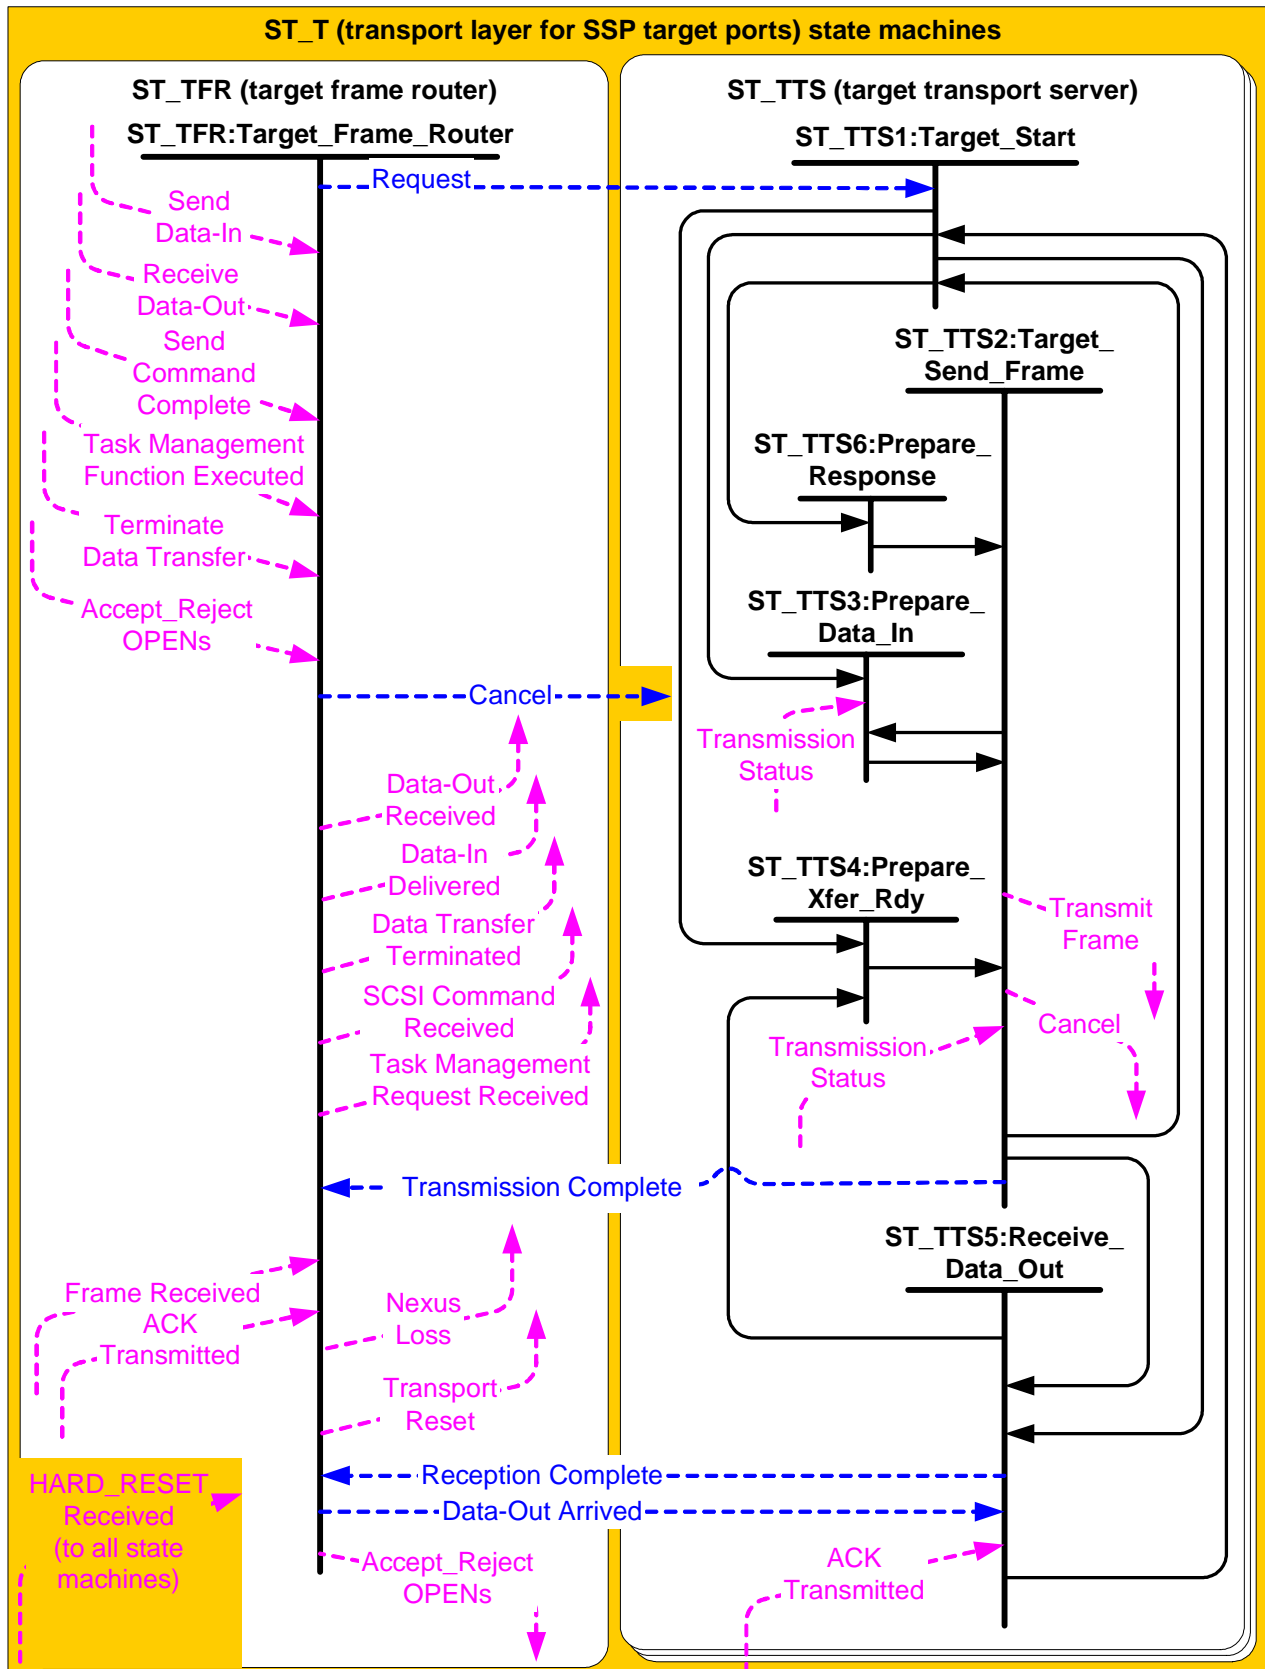 ST_T (transport layer for SSP target ports) state machines
ST_TFR (target frame router)
ST_TFR:Target_Frame_Router
Request
Send
Data-In
Receive
Data-Out
Send
Command
Complete
Task Management
Function Executed
Terminate
Data Transfer
Accept_Reject
OPENs
Cancel
Data-Out
Received
Data-In
Delivered
Data Transfer
Terminated
SCSI Command
Received
Task Management
Request Received
Transmission Complete
Frame Received
ACK
Transmitted
Nexus
Loss
Transport
Reset
HARD_RESET
Received
(to all state
machines)
Reception Complete
Data-Out Arrived
Accept_Reject
OPENs
ST_TTS (target transport server)
ST_TTS1:Target_Start
ST_TTS2:Target_
Send_Frame
ST_TTS6:Prepare_
Response
ST_TTS3:Prepare_
Data_In
Transmission
Status
ST_TTS4:Prepare_
Xfer_Rdy
Transmit
Frame
Cancel
Transmission
Status
ST_TTS5:Receive_
Data_Out
ACK
Transmitted